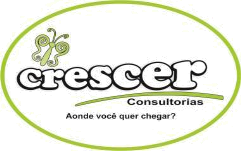 crescer
Consultorias
Aonde você quer chegar?